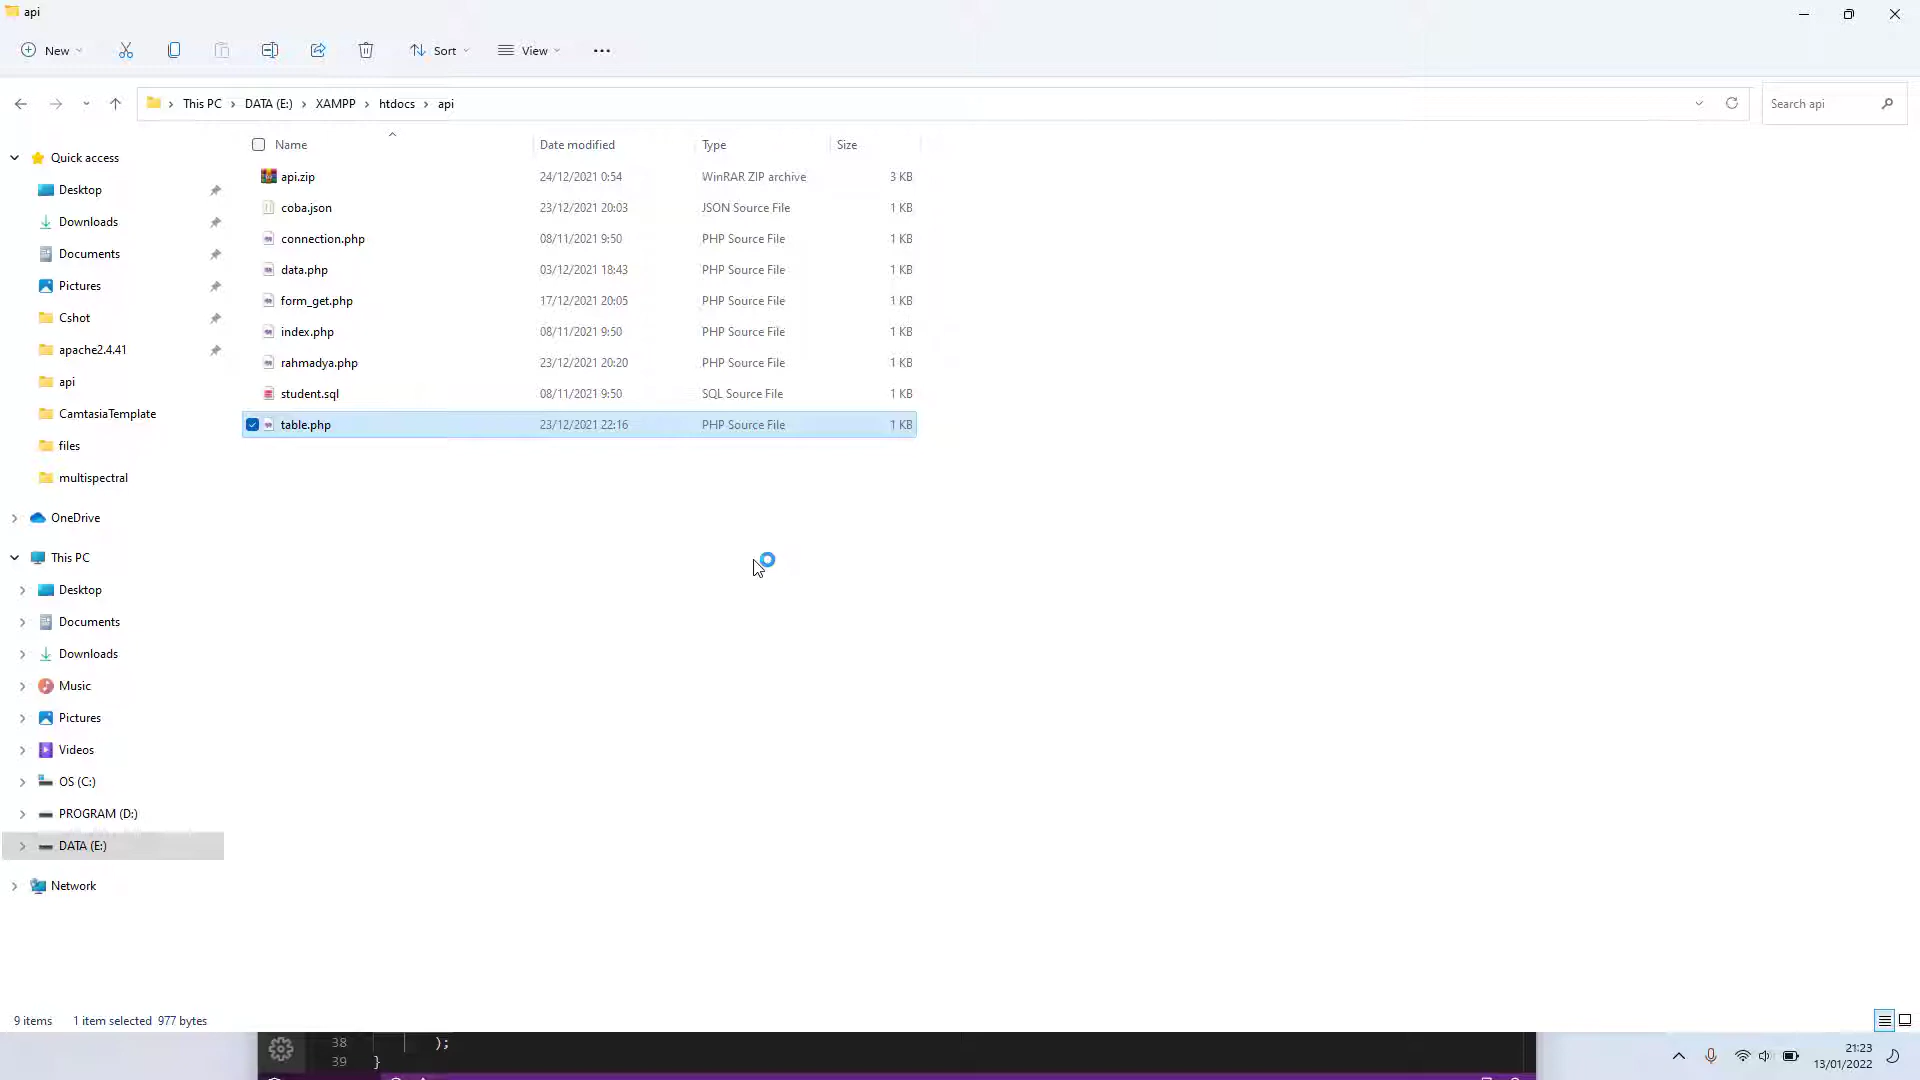 api
New
Sort
View
This PC
DATA (E:)
XAMPP
htdocs
api
Search api
Name
Date modified
Type
Size
api.zip 24/12/2021 0:54 WinRAR ZIP archive 3 KB
coba.json 23/12/2021 20:03 JSON Source File 1 KB
connection.php 08/11/2021 9:50 PHP Source File 1 KB
data.php 03/12/2021 18:43 PHP Source File 1 KB
form_get.php 17/12/2021 20:05 PHP Source File 1 KB
index.php 08/11/2021 9:50 PHP Source File 1 KB
rahmadya.php 23/12/2021 20:20 PHP Source File 1 KB
student.sql 08/11/2021 9:50 SQL Source File 1 KB
table.php 23/12/2021 22:16 PHP Source File 1 KB
Quick access
Desktop
Downloads
Documents
Pictures
Cshot
apache2.4.41
api
CamtasiaTemplate
files
multispectral
OneDrive
This PC
Desktop
Documents
Downloads
Music
Pictures
Videos
OS (C:)
PROGRAM (D:)
DATA (E:)
Network
9 items
1 item selected 977 bytes
38 );
39 }
21:23
13/01/2022